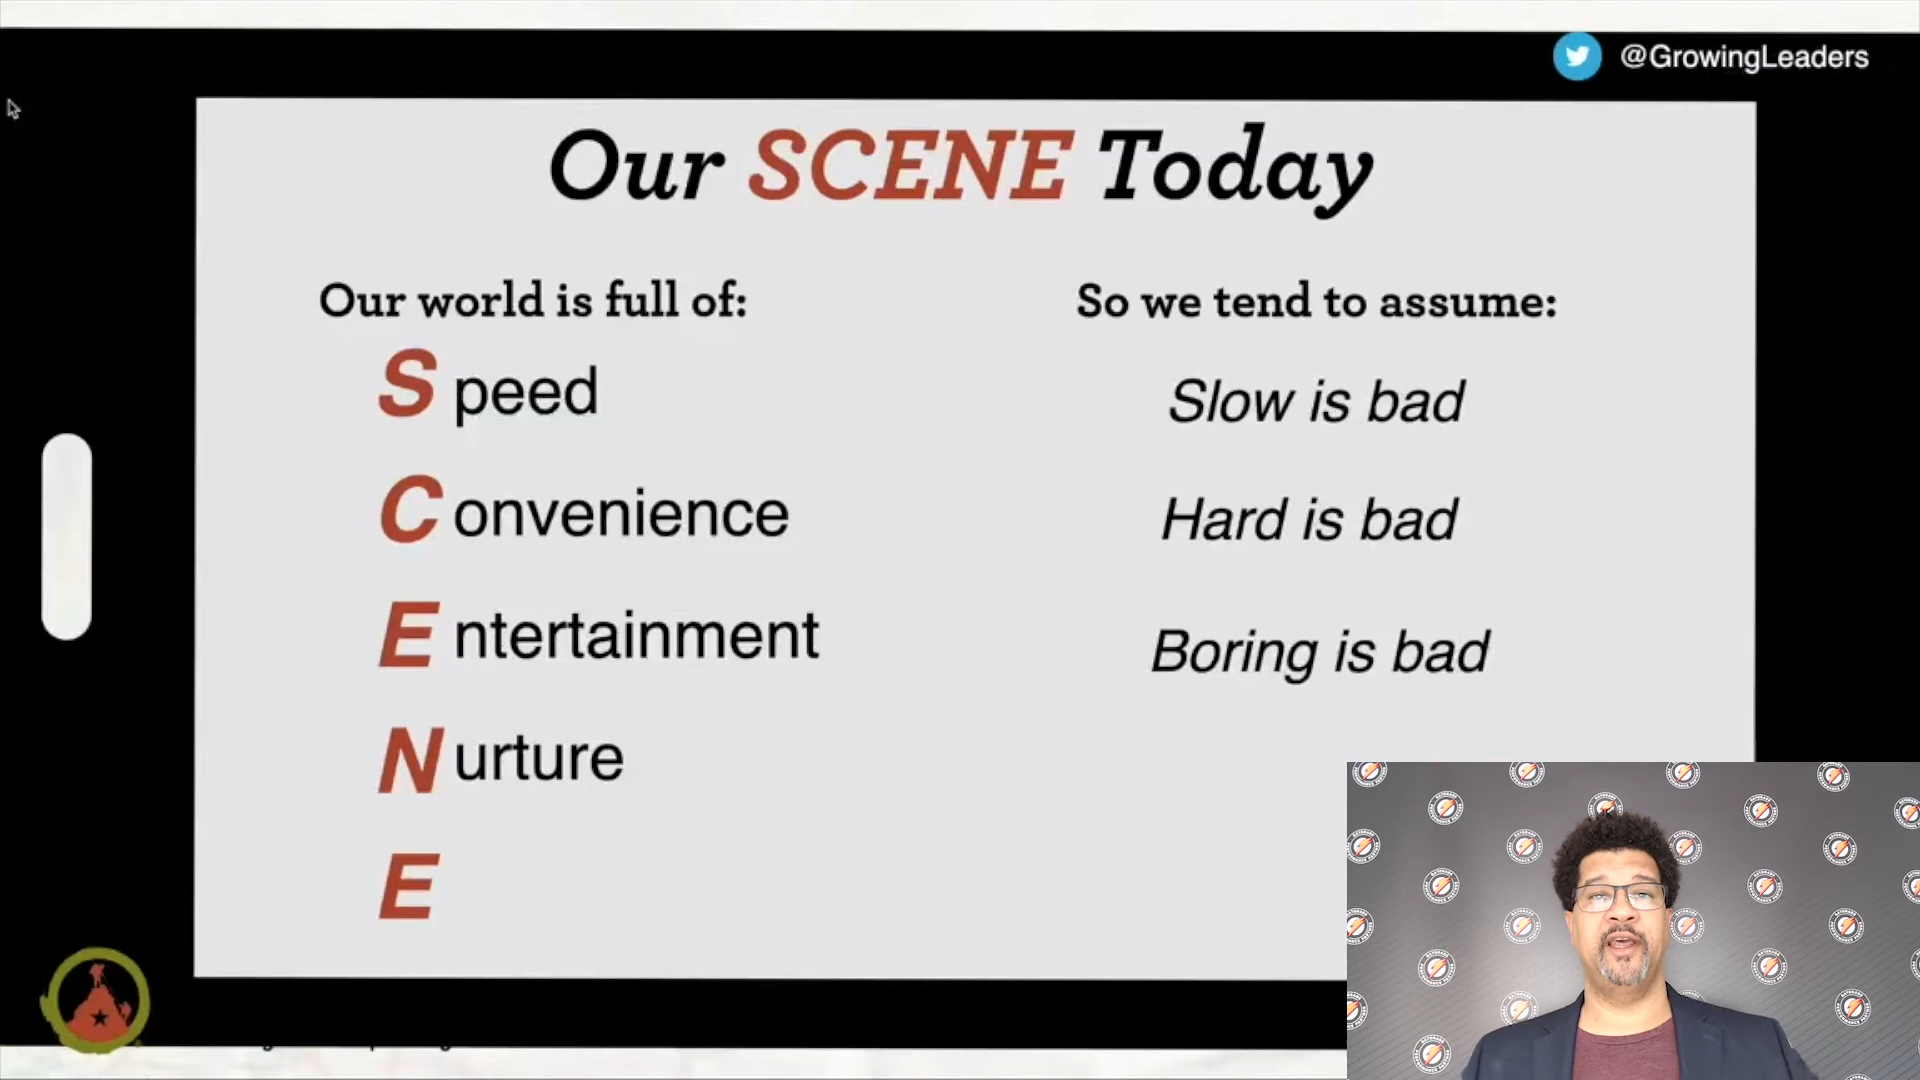 @GrowingLeaders
Our SCENE Today
Our world is full of:
So we tend to assume:
Speed
Slow is bad
Convenience
Hard is bad
Entertainment
Boring is bad
Nurture
E